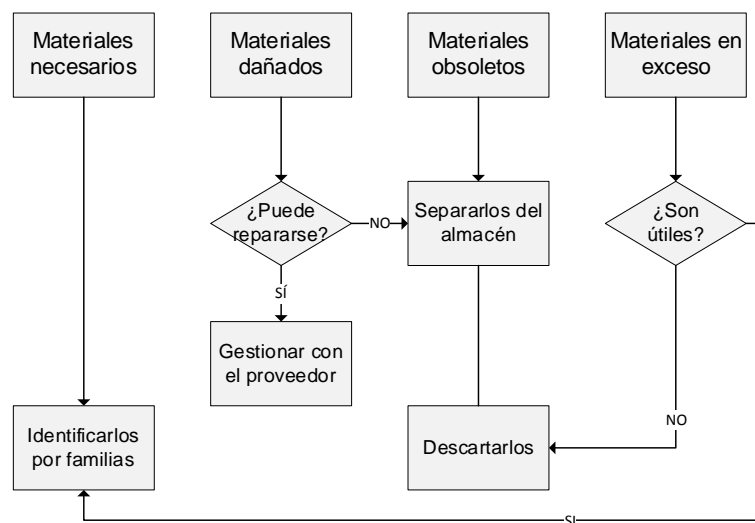 Materiales
necesarios
Materiales
dañados
Materiales
obsoletos
Materiales en
exceso
¿Puede
repararse?
NO
Separarlos del
almacén
¿Son
útiles?
SÍ
Gestionar con
el proveedor
Identificarlos
por familias
Descartarlos
NO
SI